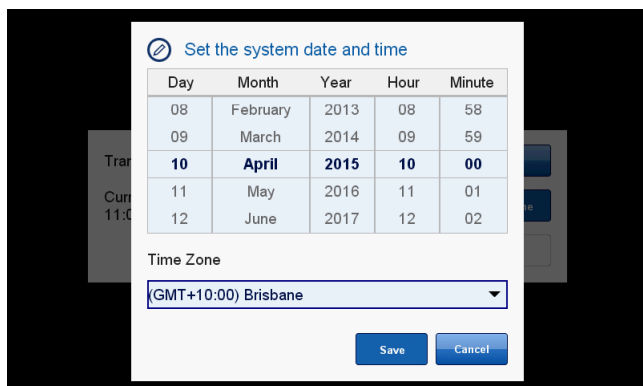 Set the system date and time
Day Month Year Hour Minute
08 February 2013 08 58
09 March 2014 09 59
10 April 2015 10 00
11 May 2016 11 01
12 June 2017 12 02
Time Zone
(GMT+10:00) Brisbane
Save Cancel